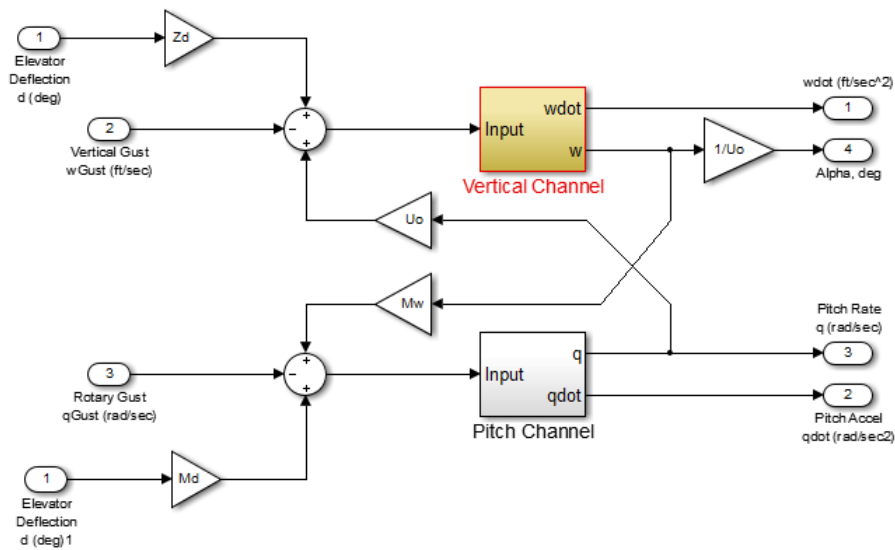 1
Elevator
Deflection
d (deg)
Zd
2
Vertical Gust
wGust (ft/sec)
+
−
+
Input
wdot
w
Vertical Channel
wdot (ft/sec^2)
1
1/Uo
4
Alpha, deg
Uo
Mw
3
Rotary Gust
qGust (rad/sec)
+
−
+
Input
q
qdot
Pitch Channel
Pitch Rate
q (rad/sec)
3
2
Pitch Accel
qdot (rad/sec2)
1
Elevator
Deflection
d (deg)1
Md